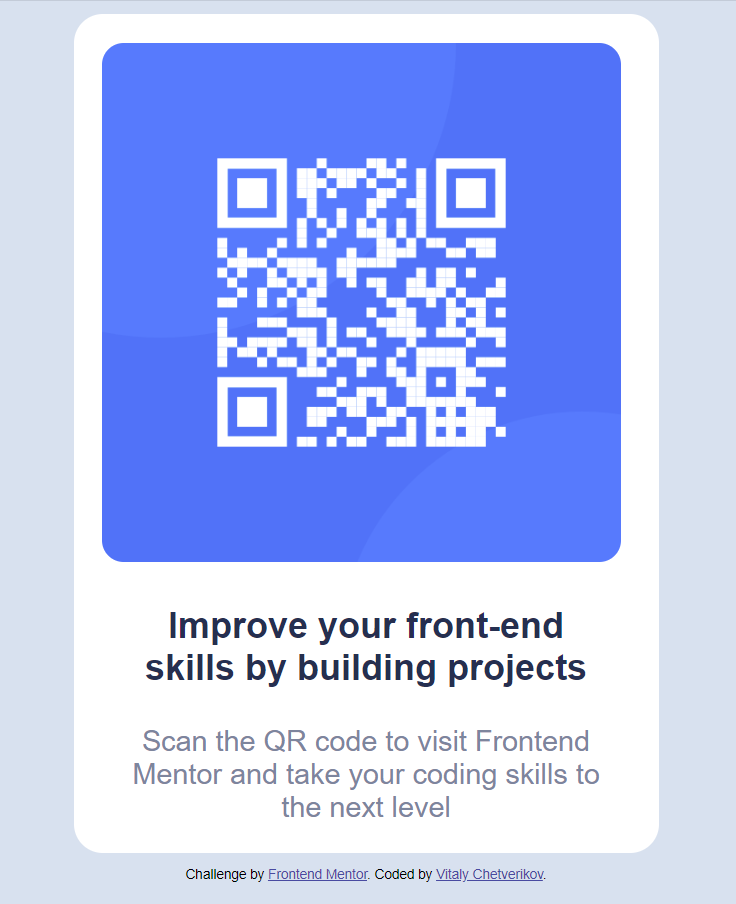 Improve your front-end
skills by building projects
Scan the QR code to visit Frontend
Mentor and take your coding skills to
the next level
Challenge by Frontend Mentor. Coded by Vitaly Chetverikov.